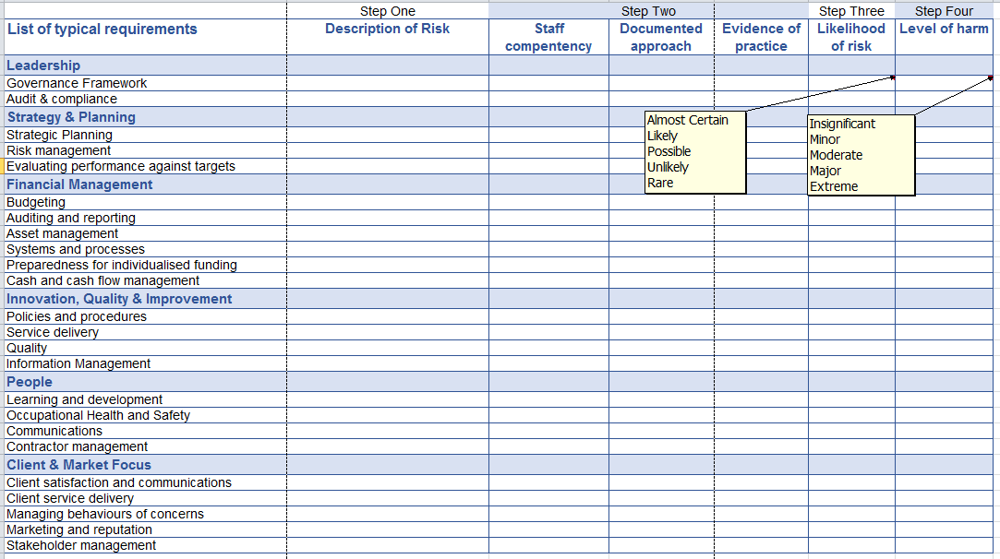 Step One Step Two Step Three Step Four
List of typical requirements Description of Risk Staff Documented Evidence of Likelihood Level of harm
compentency approach practice of risk
Leadership
Governance Framework
Audit & compliance
Strategy & Planning
Strategic Planning
Risk management
Evaluating performance against targets
Financial Management
Budgeting
Auditing and reporting
Asset management
Systems and processes
Preparedness for individualised funding
Cash and cash flow management
Innovation, Quality & Improvement
Policies and procedures
Service delivery
Quality
Information Management
People
Learning and development
Occupational Health and Safety
Communications
Contractor management
Client & Market Focus
Client satisfaction and communications
Client service delivery
Managing behaviours of concerns
Marketing and reputation
Stakeholder management
Almost Certain
Likely
Possible
Unlikely
Rare
Insignificant
Minor
Moderate
Major
Extreme